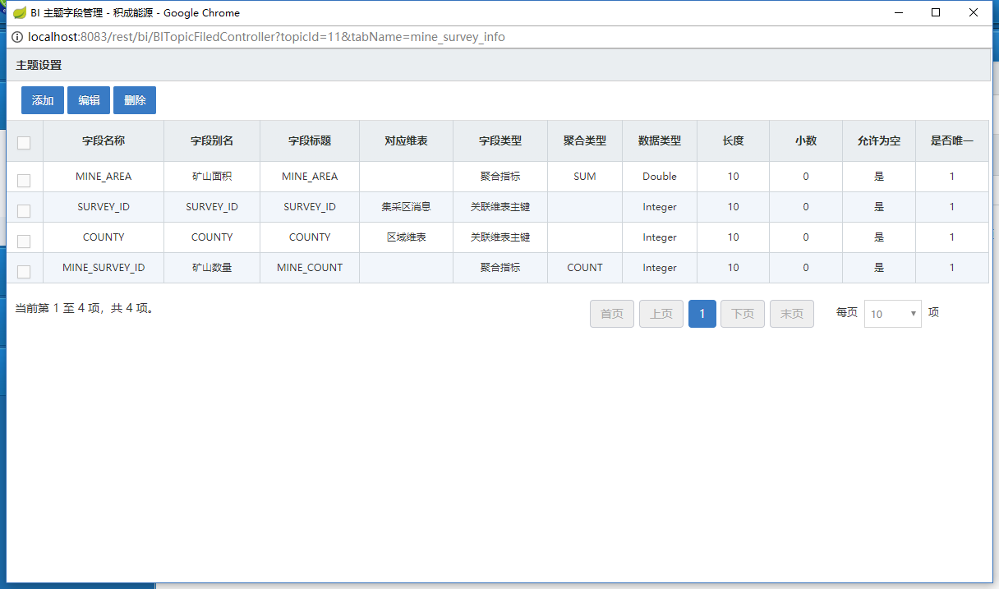 BI 主题字段管理 - 积成能源 - Google Chrome
localhost:8083/rest/bi/BITopicFiledController?topicId=11&tabName=mine_survey_info
主题设置
添加 编辑 删除
字段名称 字段别名 字段标题 对应维表 字段类型 聚合类型 数据类型 长度 小数 允许为空 是否唯一
MINE_AREA 矿山面积 MINE_AREA 聚合指标 SUM Double 10 0 是 1
SURVEY_ID SURVEY_ID SURVEY_ID 集采区消息 关联维表主键 Integer 10 0 是 1
COUNTY COUNTY COUNTY 区域维表 关联维表主键 Integer 10 0 是 1
MINE_SURVEY_ID 矿山数量 MINE_COUNT 聚合指标 COUNT Integer 10 0 是 1
当前第 1 至 4 项，共 4 项。 首页 上页 1 下页 末页 每页 10 项